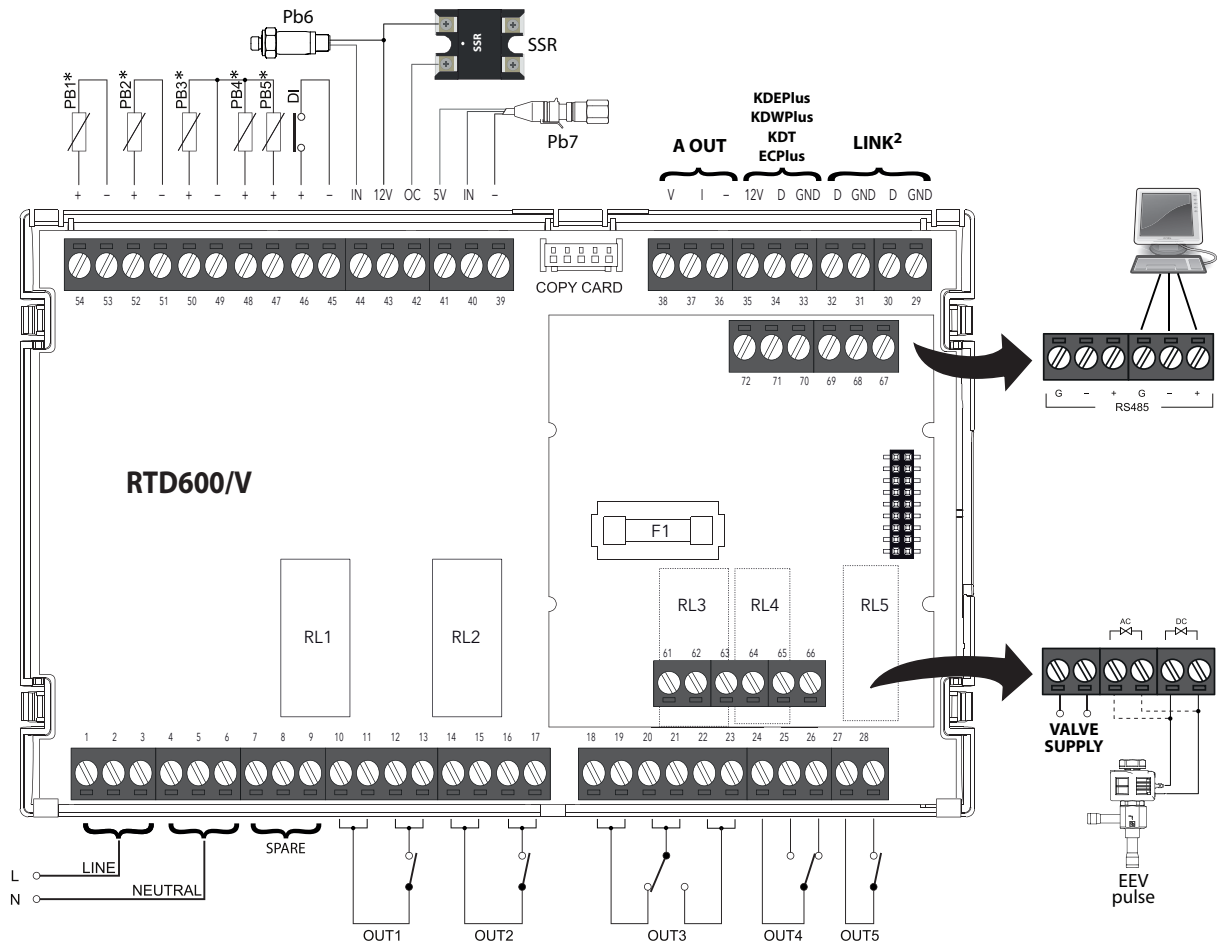 Pb6
SSR
SSR
PB1*
PB2*
PB3*
PB4*
PB5*
DI
Pb7
KDEPlus
KDWPlus
KDT
ECPlus
A OUT
LINK²
+ − + − + − + + + − IN 12V OC 5V IN −
V I − 12V D GND D GND D GND
54 53 52 51 50 49 48 47 46 45 44 43 42 41 40 39
COPY CARD
38 37 36 35 34 33 32 31 30 29
72 71 70 69 68 67
G − + G − +
RS485
RTD600/V
F1
RL1
RL2
RL3
RL4
RL5
61 62 63 64 65 66
AC
DC
VALVE
SUPPLY
1 2 3 4 5 6 7 8 9 10 11 12 13 14 15 16 17
18 19 20 21 22 23 24 25 26 27 28
SPARE
L
LINE
N
NEUTRAL
OUT1
OUT2
OUT3
OUT4
OUT5
EEV
pulse